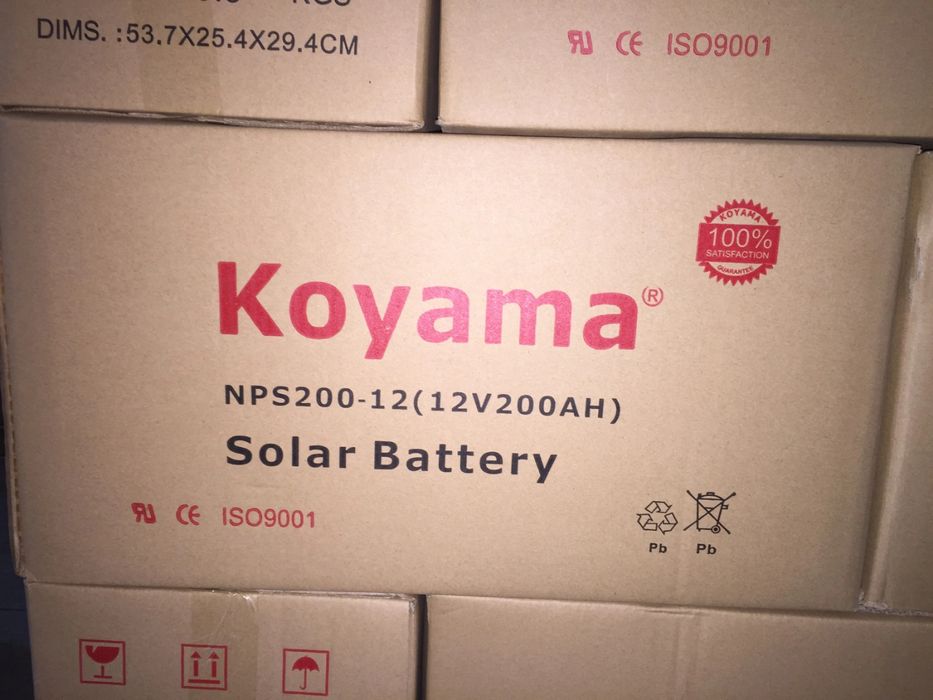 KGS
DIMS. :53.7X25.4X29.4CM
CE ISO9001
KOYAMA
100%
SATISFACTION
GUARANTEE
Koyama®
NPS200-12(12V200AH)
Solar Battery
CE ISO9001
Pb Pb